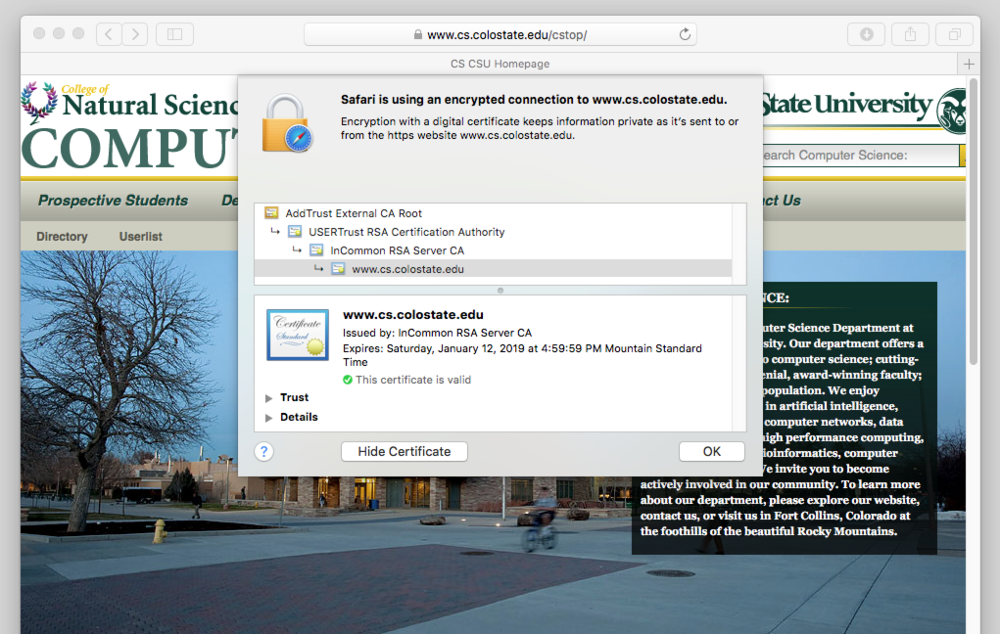 www.cs.colostate.edu/cstop/
CS CSU Homepage
College of
Natural Scienc
COMPUT
State University
earch Computer Science:
Prospective Students
De
ct Us
Directory
Userlist
Safari is using an encrypted connection to www.cs.colostate.edu.
Encryption with a digital certificate keeps information private as it's sent to or
from the https website www.cs.colostate.edu.
AddTrust External CA Root
USERTrust RSA Certification Authority
InCommon RSA Server CA
www.cs.colostate.edu
Certificate
Standard
www.cs.colostate.edu
Issued by: InCommon RSA Server CA
Expires: Saturday, January 12, 2019 at 4:59:59 PM Mountain Standard
Time
This certificate is valid
Trust
Details
?
Hide Certificate
OK
NCE:
uter Science Department at
sity. Our department offers a
o computer science; cutting-
enial, award-winning faculty;
population. We enjoy
in artificial intelligence,
computer networks, data
high performance computing,
ioinformatics, computer
We invite you to become
actively involved in our community. To learn more
about our department, please explore our website,
contact us, or visit us in Fort Collins, Colorado at
the foothills of the beautiful Rocky Mountains.